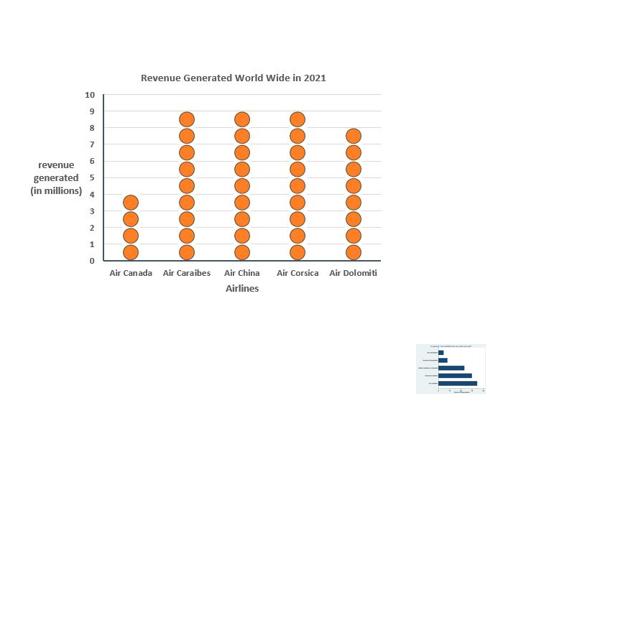 Revenue Generated World Wide in 2021
10
9
8
7
6
5
4
3
2
1
0
revenue
generated
(in millions)
Air Canada Air Caraibes Air China Air Corsica Air Dolomiti
Airlines